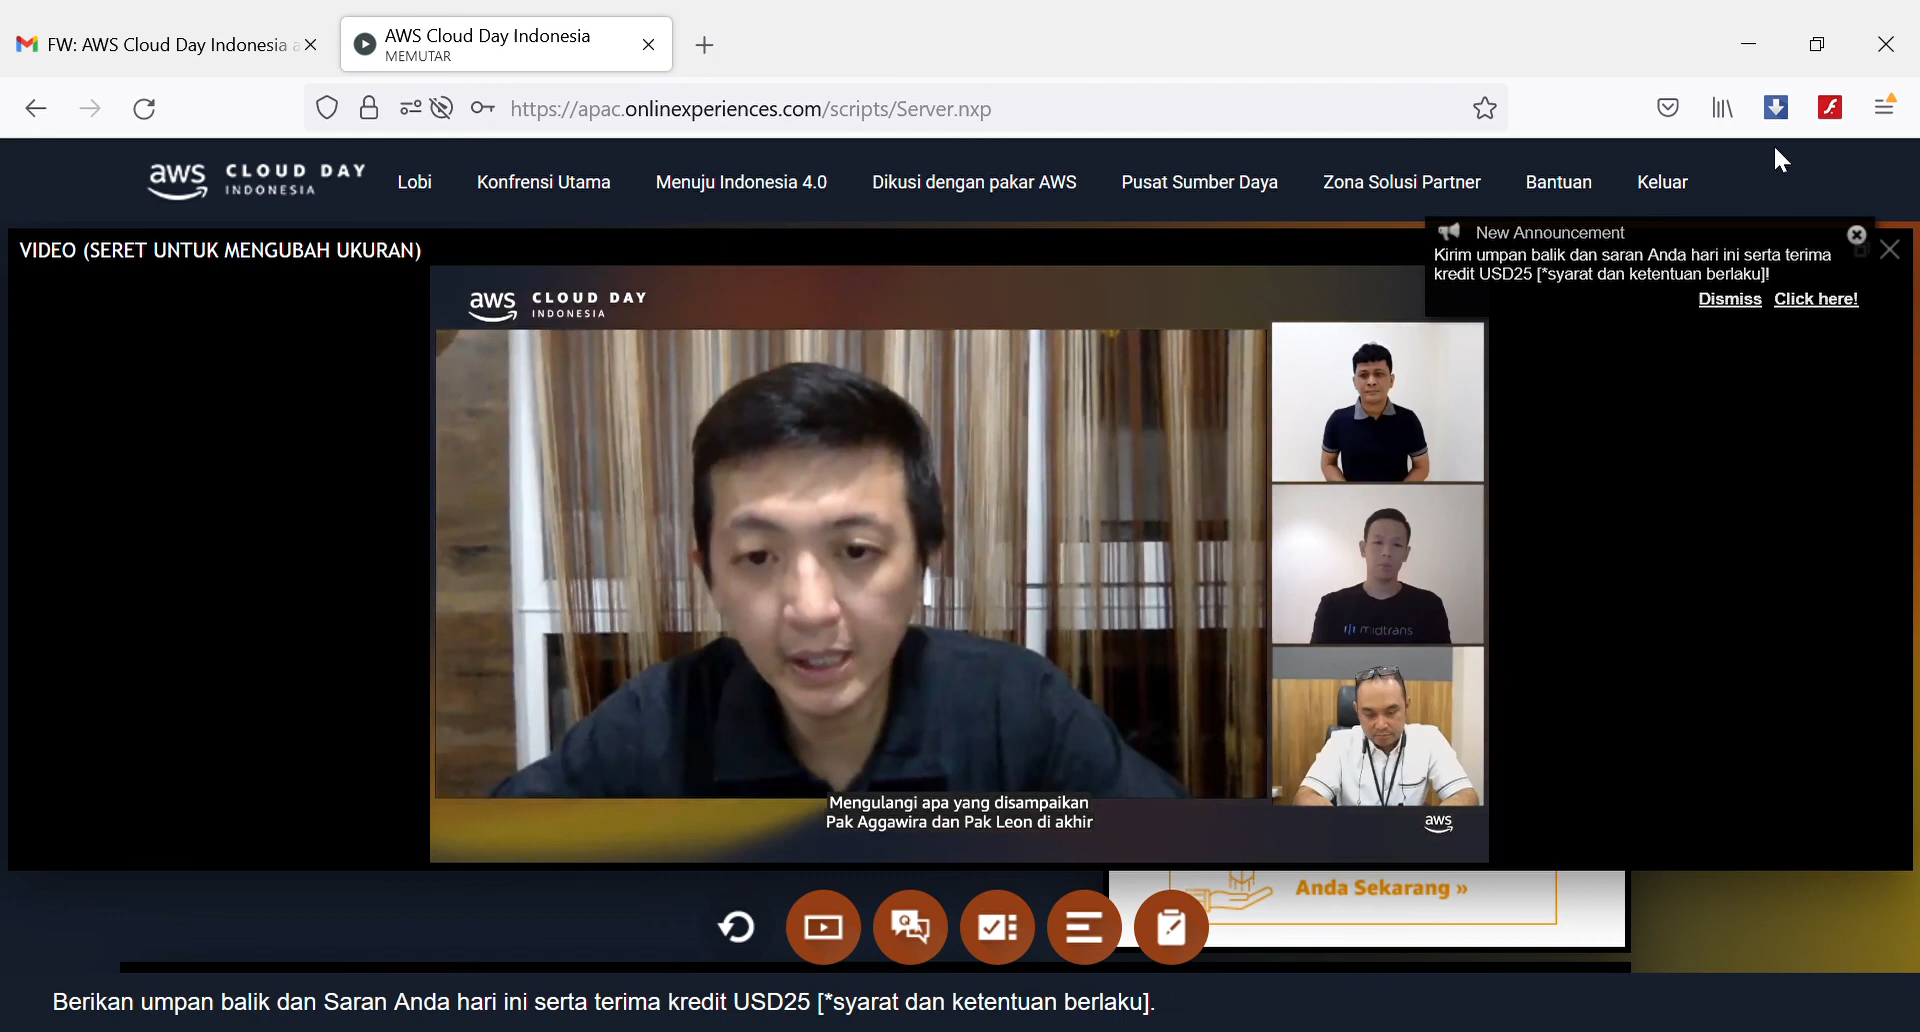 FW: AWS Cloud Day Indonesia a
AWS Cloud Day Indonesia
MEMUTAR
https://apac.onlinexperiences.com/scripts/Server.nxp
aws CLOUD DAY
INDONESIA
Lobi
Konfrensi Utama
Menuju Indonesia 4.0
Dikusi dengan pakar AWS
Pusat Sumber Daya
Zona Solusi Partner
Bantuan
Keluar
VIDEO (SERET UNTUK MENGUBAH UKURAN)
New Announcement
Kirim umpan balik dan saran Anda hari ini serta terima
kredit USD25 [*syarat dan ketentuan berlaku]!
Dismiss Click here!
aws CLOUD DAY
INDONESIA
midtrans
Mengulangi apa yang disampaikan
Pak Aggawira dan Pak Leon di akhir
aws
Anda Sekarang »
Berikan umpan balik dan Saran Anda hari ini serta terima kredit USD25 [*syarat dan ketentuan berlaku].